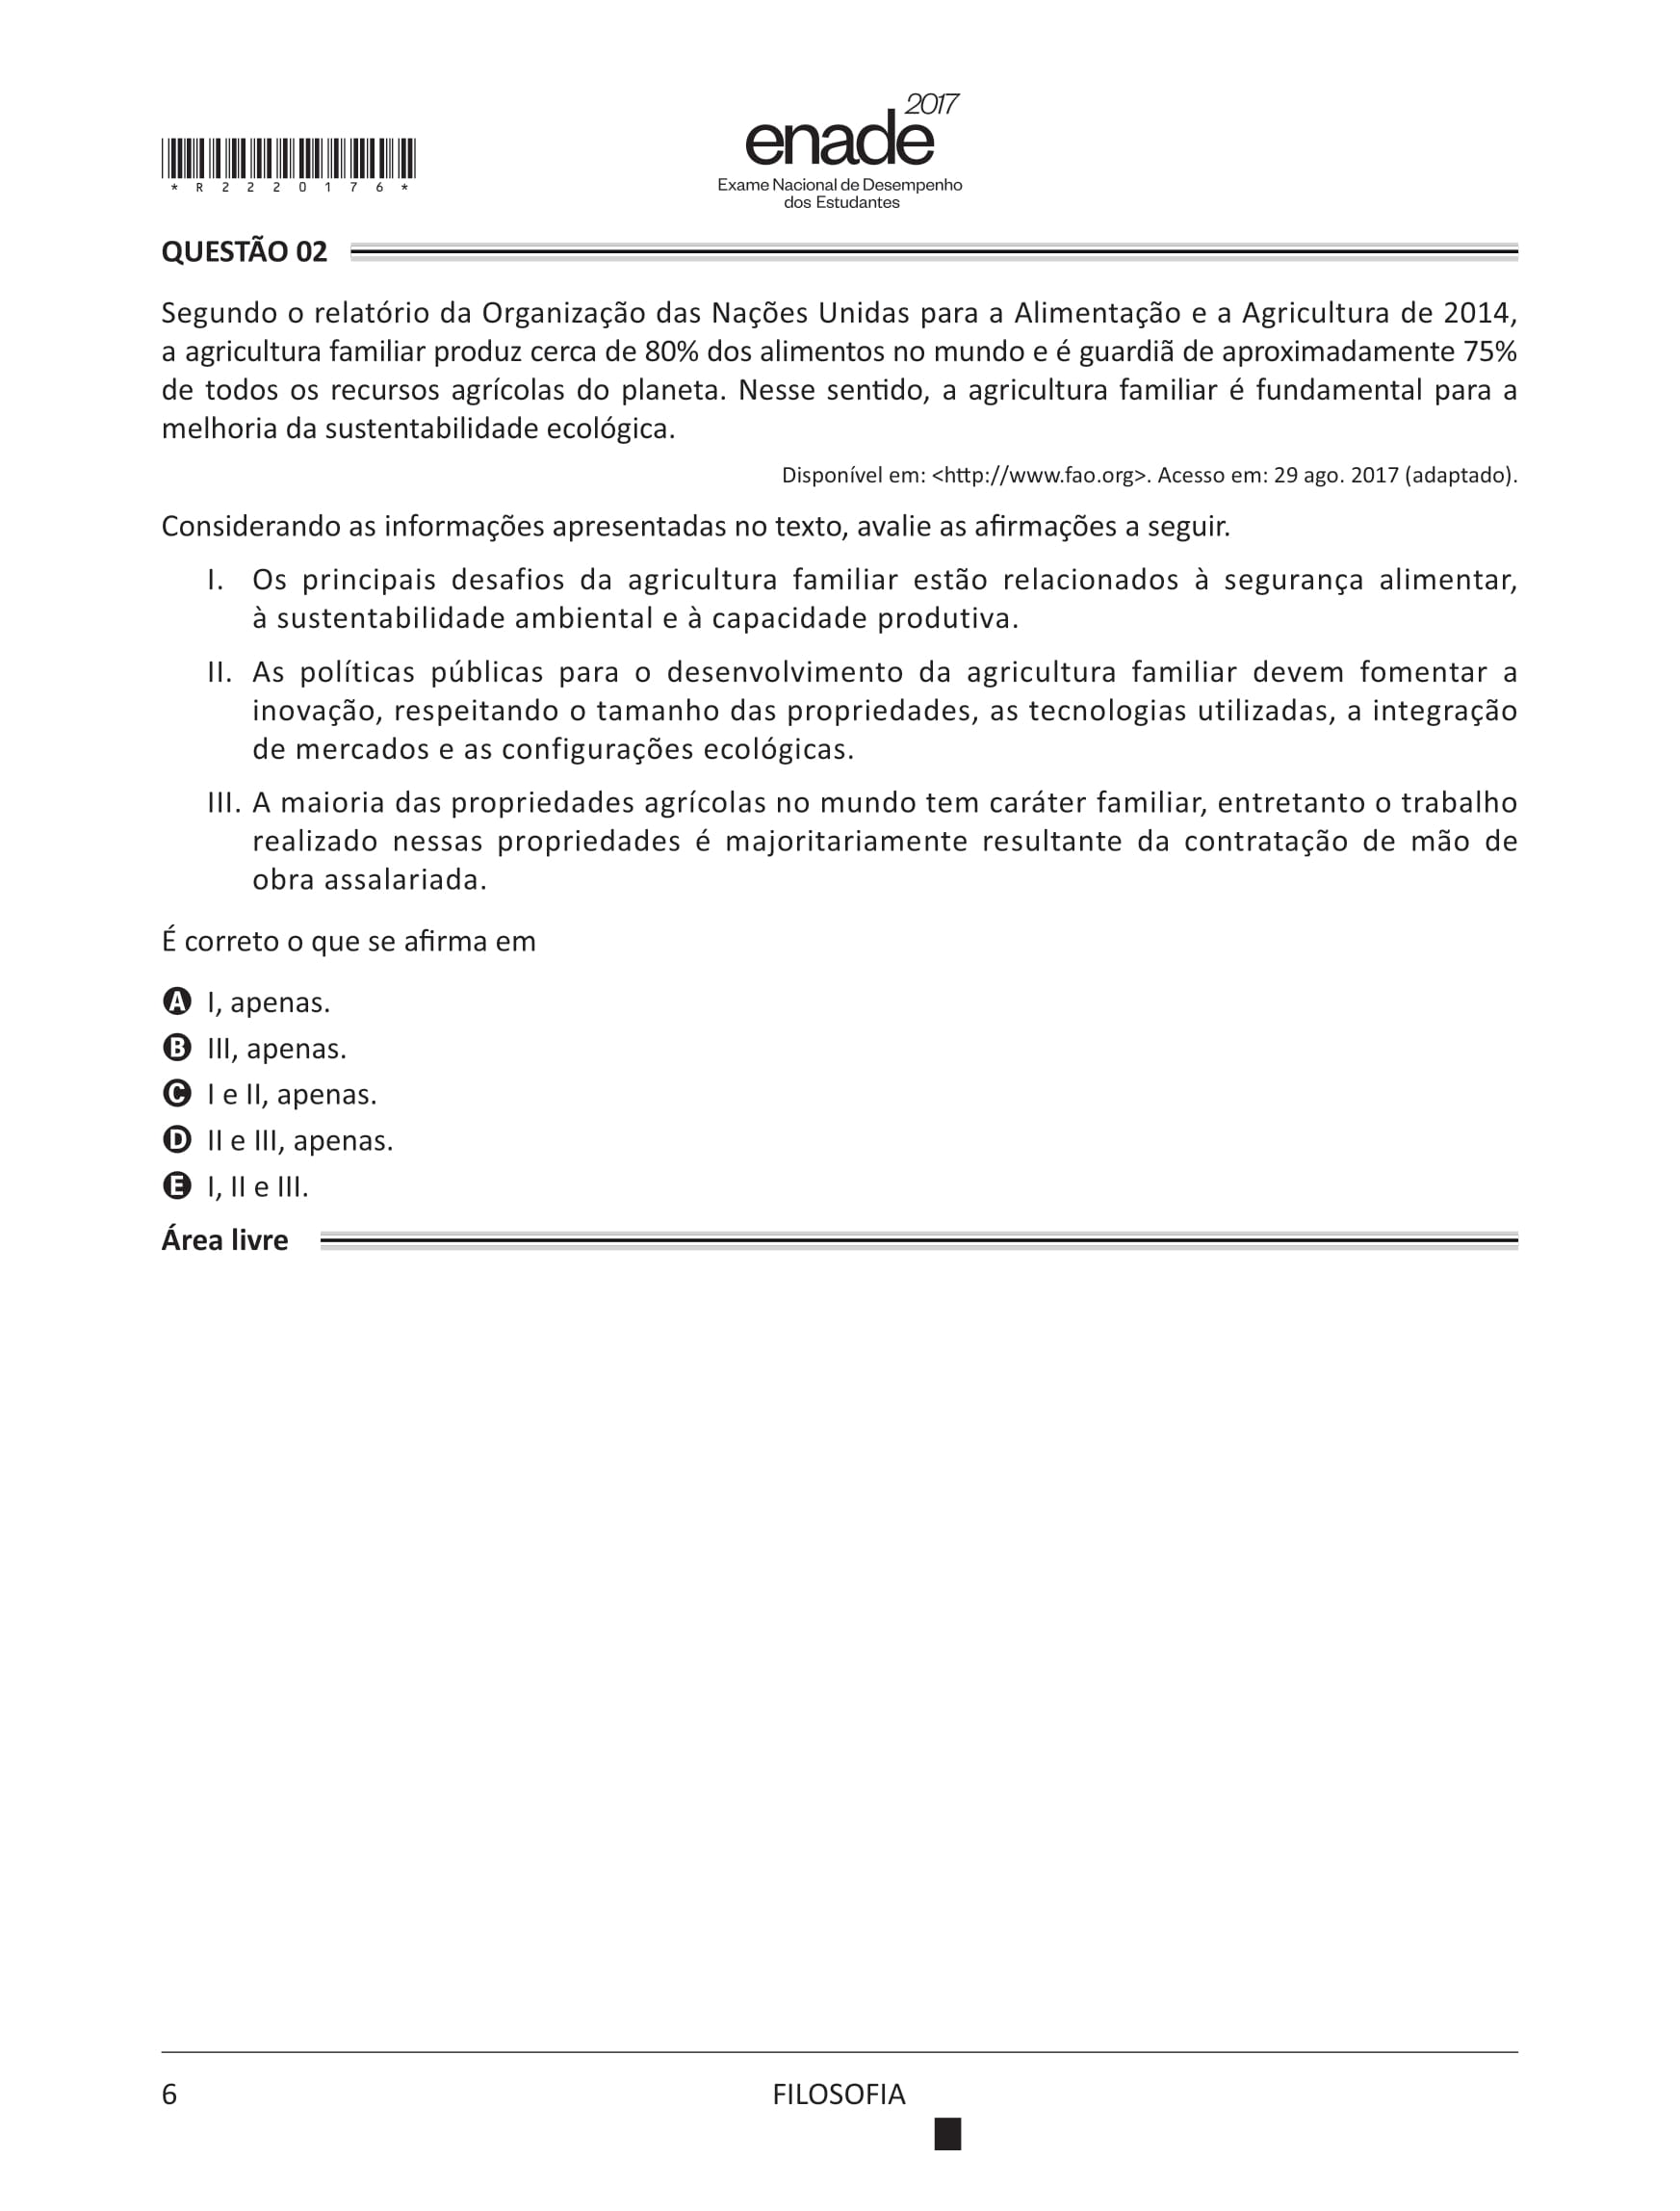 2017
enade
Exame Nacional de Desempenho
dos Estudantes
* R 2 2 2 0 1 7 6 *
QUESTÃO 02
Segundo o relatório da Organização das Nações Unidas para a Alimentação e a Agricultura de 2014,
a agricultura familiar produz cerca de 80% dos alimentos no mundo e é guardiã de aproximadamente 75%
de todos os recursos agrícolas do planeta. Nesse sentido, a agricultura familiar é fundamental para a
melhoria da sustentabilidade ecológica.
Disponível em: <http://www.fao.org>. Acesso em: 29 ago. 2017 (adaptado).
Considerando as informações apresentadas no texto, avalie as afirmações a seguir.
I. Os principais desafios da agricultura familiar estão relacionados à segurança alimentar,
à sustentabilidade ambiental e à capacidade produtiva.
II. As políticas públicas para o desenvolvimento da agricultura familiar devem fomentar a
inovação, respeitando o tamanho das propriedades, as tecnologias utilizadas, a integração
de mercados e as configurações ecológicas.
III. A maioria das propriedades agrícolas no mundo tem caráter familiar, entretanto o trabalho
realizado nessas propriedades é majoritariamente resultante da contratação de mão de
obra assalariada.
É correto o que se afirma em
A I, apenas.
B III, apenas.
C I e II, apenas.
D II e III, apenas.
E I, II e III.
Área livre
6
FILOSOFIA